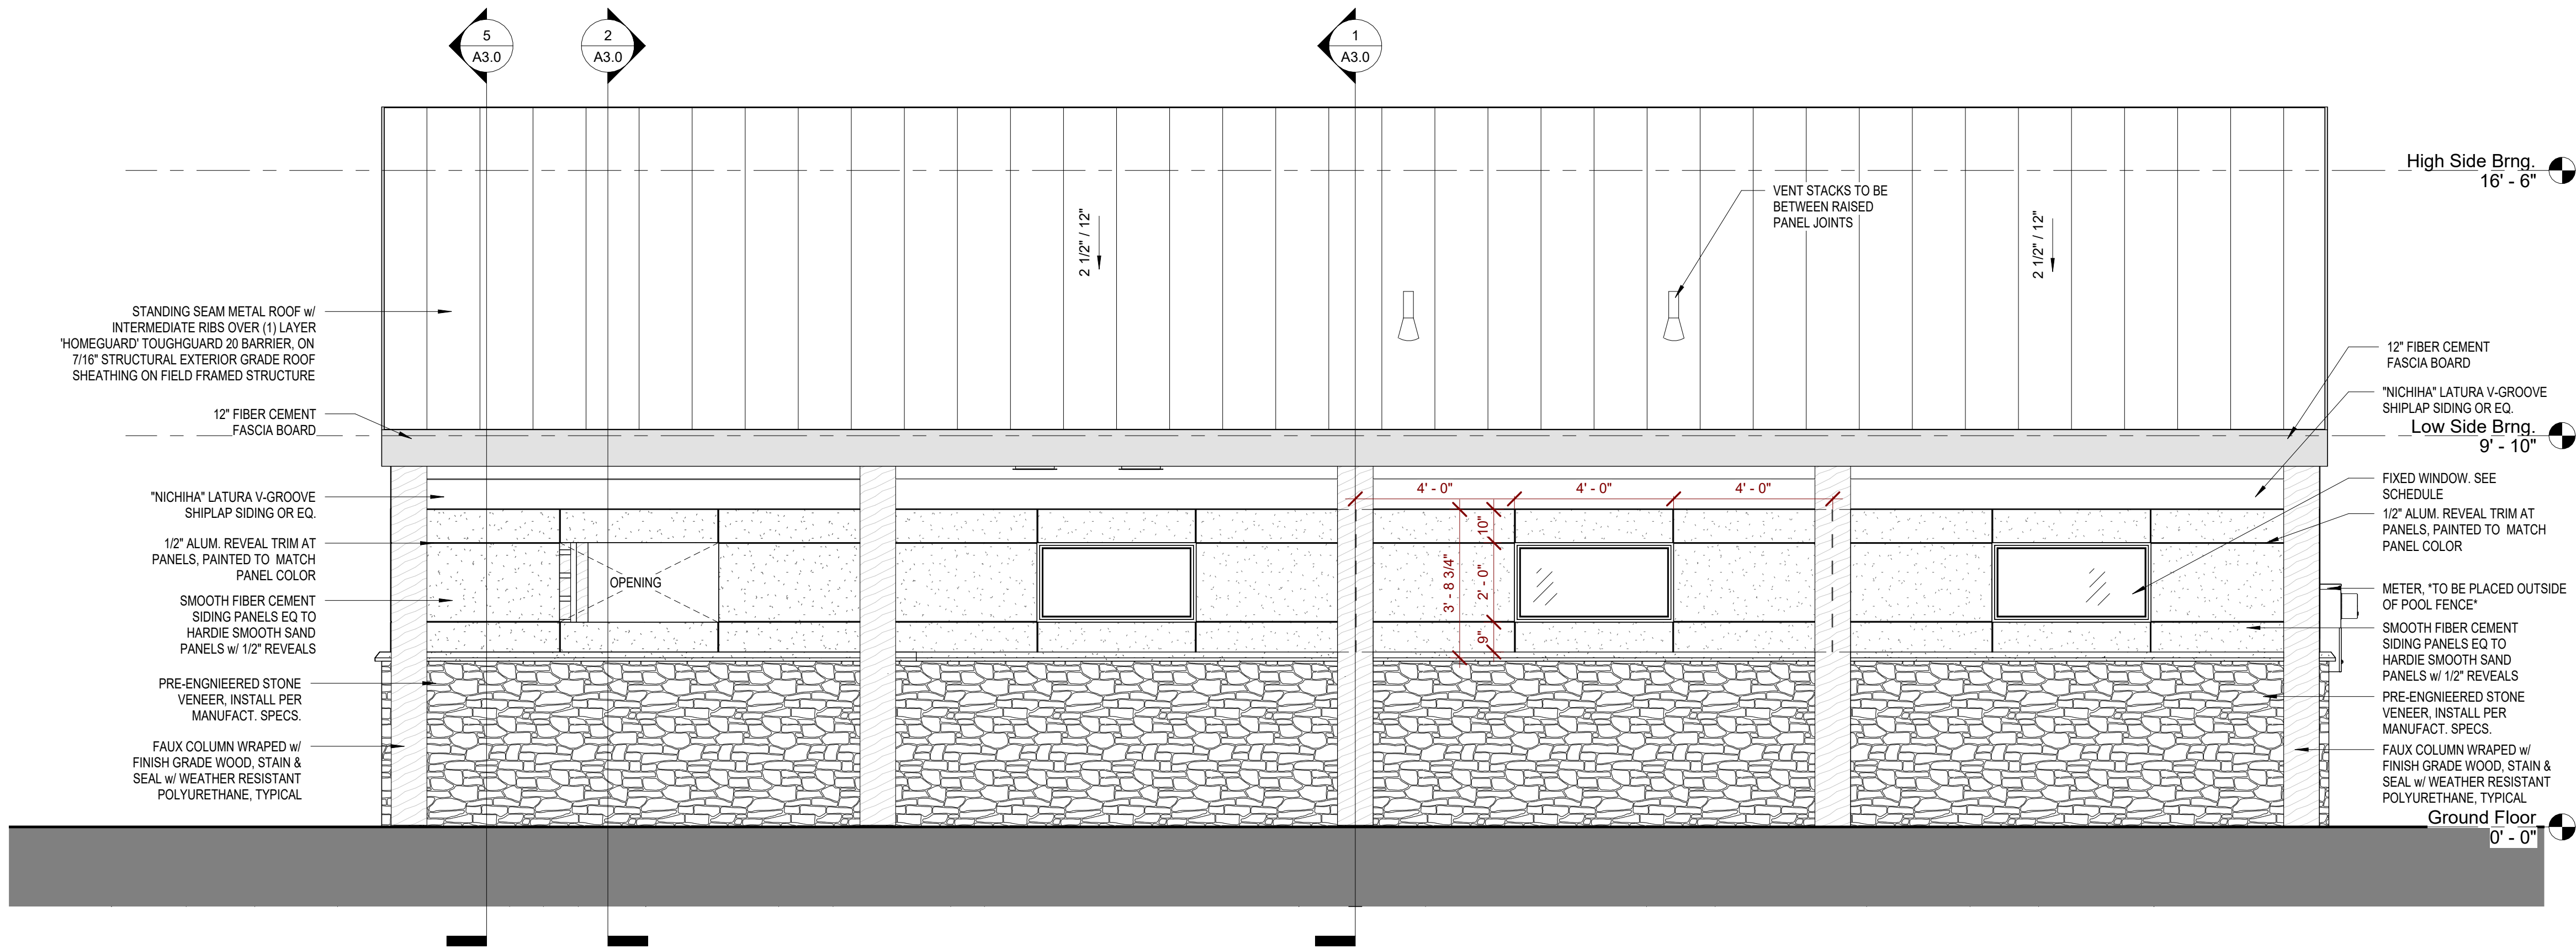 5
A3.0
2
A3.0
1
A3.0
High Side Brng.
16' - 6"
VENT STACKS TO BE
BETWEEN RAISED
PANEL JOINTS
2 1/2" / 12"
2 1/2" / 12"
STANDING SEAM METAL ROOF w/
INTERMEDIATE RIBS OVER (1) LAYER
'HOMEGUARD' TOUGHGUARD 20 BARRIER, ON
7/16" STRUCTURAL EXTERIOR GRADE ROOF
SHEATHING ON FIELD FRAMED STRUCTURE
12" FIBER CEMENT
FASCIA BOARD
"NICHIHA" LATURA V-GROOVE
SHIPLAP SIDING OR EQ.
1/2" ALUM. REVEAL TRIM AT
PANELS, PAINTED TO MATCH
PANEL COLOR
SMOOTH FIBER CEMENT
SIDING PANELS EQ TO
HARDIE SMOOTH SAND
PANELS w/ 1/2" REVEALS
PRE-ENGNIEERED STONE
VENEER, INSTALL PER
MANUFACT. SPECS.
FAUX COLUMN WRAPED w/
FINISH GRADE WOOD, STAIN &
SEAL w/ WEATHER RESISTANT
POLYURETHANE, TYPICAL
OPENING
4' - 0"
4' - 0"
4' - 0"
10"
3' - 8 3/4"
2' - 0"
9"
12" FIBER CEMENT
FASCIA BOARD
"NICHIHA" LATURA V-GROOVE
SHIPLAP SIDING OR EQ.
Low Side Brng.
9' - 10"
FIXED WINDOW. SEE
SCHEDULE
1/2" ALUM. REVEAL TRIM AT
PANELS, PAINTED TO MATCH
PANEL COLOR
METER, *TO BE PLACED OUTSIDE
OF POOL FENCE*
SMOOTH FIBER CEMENT
SIDING PANELS EQ TO
HARDIE SMOOTH SAND
PANELS w/ 1/2" REVEALS
PRE-ENGNIEERED STONE
VENEER, INSTALL PER
MANUFACT. SPECS.
FAUX COLUMN WRAPED w/
FINISH GRADE WOOD, STAIN &
SEAL w/ WEATHER RESISTANT
POLYURETHANE, TYPICAL
Ground Floor
0' - 0"